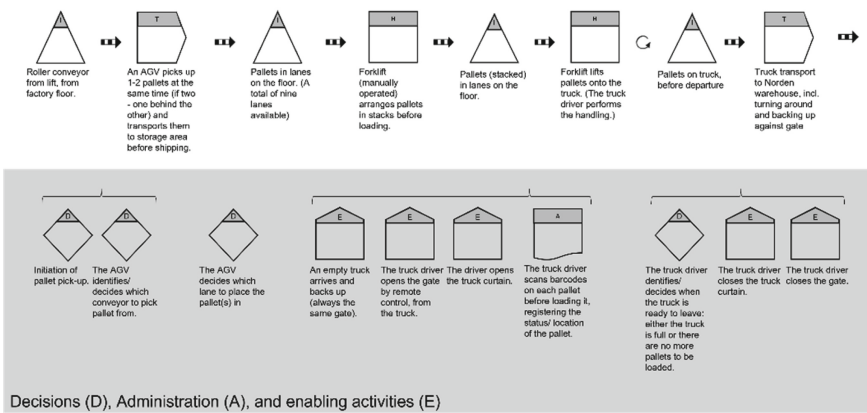 I
T
I
H
I
H
I
T
Roller conveyor
from lift, from
factory floor.
An AGV picks up
1-2 pallets at the
same time (if two
- one behind the
other) and
transports them
to storage area
before shipping.
Pallets in lanes
on the floor. (A
total of nine
lanes
available)
Forklift
(manually
operated)
arranges pallets
in stacks before
loading.
Pallets (stacked)
in lanes on the
floor.
Forklift lifts
pallets onto the
truck. (The truck
driver performs
the handling.)
Pallets on truck,
before departure
Truck transport
to Norden
warehouse, incl.
turning around
and backing up
against gate
D
D
D
E
E
E
A
D
E
E
Initiation of
pallet pick-up.
The AGV
identifies/
decides which
conveyor to pick
pallet from.
The AGV
decides which
lane to place the
pallet(s) in
An empty truck
arrives and
backs up
(always the
same gate).
The truck driver
opens the gate
by remote
control, from
the truck.
The driver opens
the truck curtain.
The truck driver
scans barcodes
on each pallet
before loading it,
registering the
status/ location
of the pallet.
The truck driver
dentifies/
decides when
the truck is
ready to leave:
either the truck
is full or there
are no more
pallets to be
loaded.
The truck driver
closes the truck
curtain.
The truck driver
closes the gate.
Decisions (D), Administration (A), and enabling activities (E)